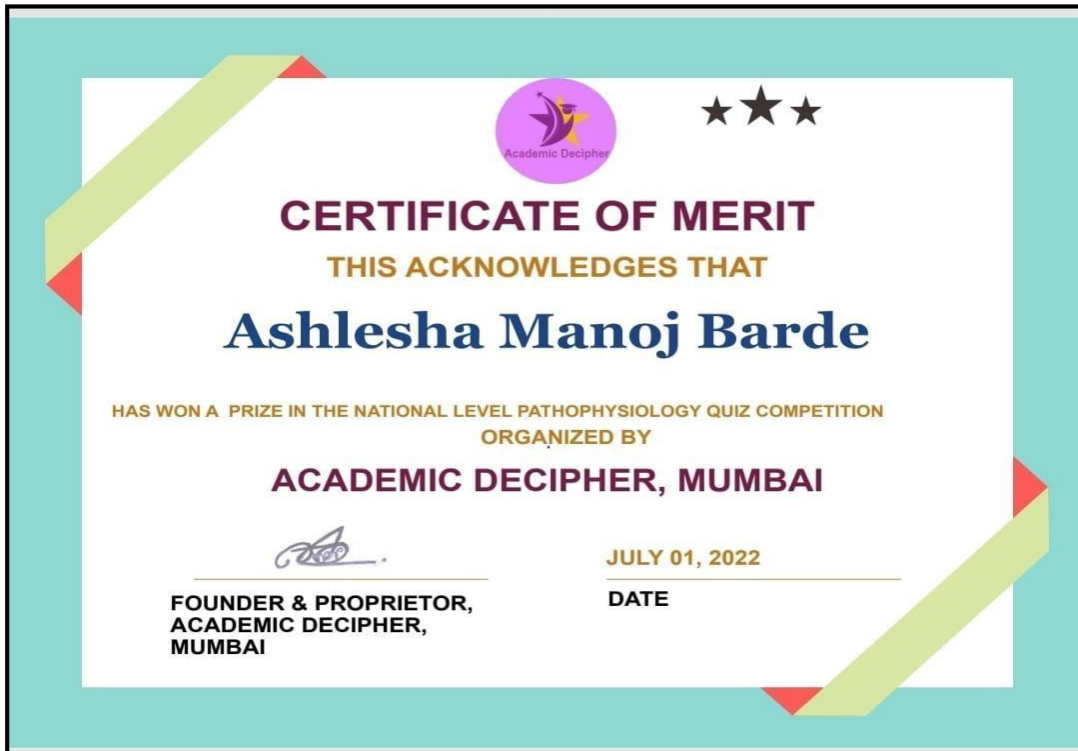 Academic Decipher
CERTIFICATE OF MERIT
THIS ACKNOWLEDGES THAT
Ashlesha Manoj Barde
HAS WON A PRIZE IN THE NATIONAL LEVEL PATHOPHYSIOLOGY QUIZ COMPETITION
ORGANIZED BY
ACADEMIC DECIPHER, MUMBAI
JULY 01, 2022
FOUNDER & PROPRIETOR,
ACADEMIC DECIPHER,
MUMBAI
DATE